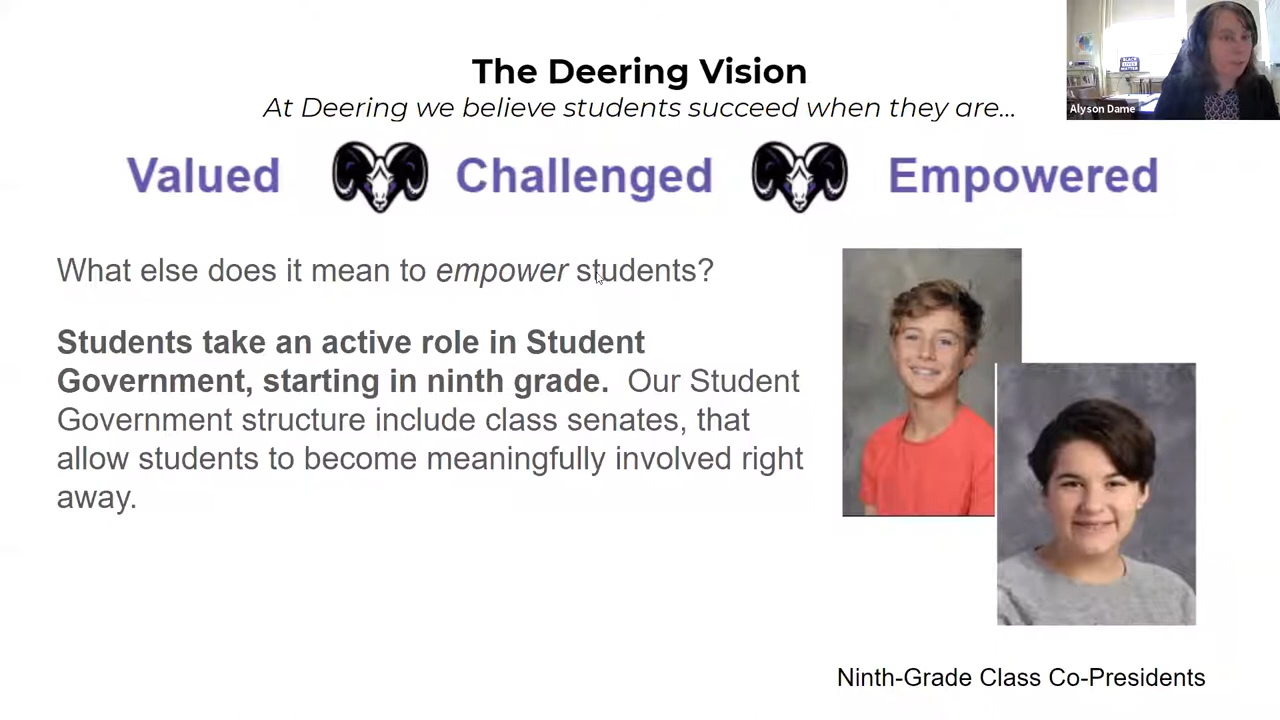 The Deering Vision
At Deering we believe students succeed when they are...
Valued Challenged Empowered
What else does it mean to empower students?
Students take an active role in Student
Government, starting in ninth grade. Our Student
Government structure include class senates, that
allow students to become meaningfully involved right
away.
Ninth-Grade Class Co-Presidents
Alyson Dame